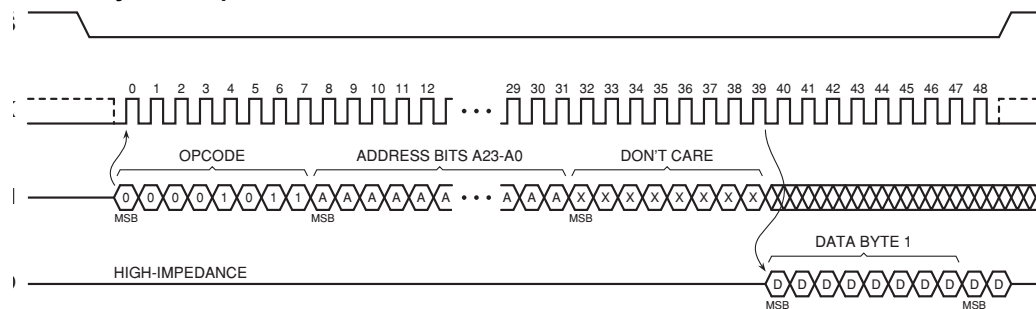 0 1 2 3 4 5 6 7 8 9 10 11 12 29 30 31 32 33 34 35 36 37 38 39 40 41 42 43 44 45 46 47 48
OPCODE ADDRESS BITS A23-A0 DON'T CARE
0 0 0 0 1 0 1 1 A A A A A A A A A X X X X X X X X
MSB MSB MSB
DATA BYTE 1
HIGH-IMPEDANCE
D D D D D D D D D D
MSB MSB